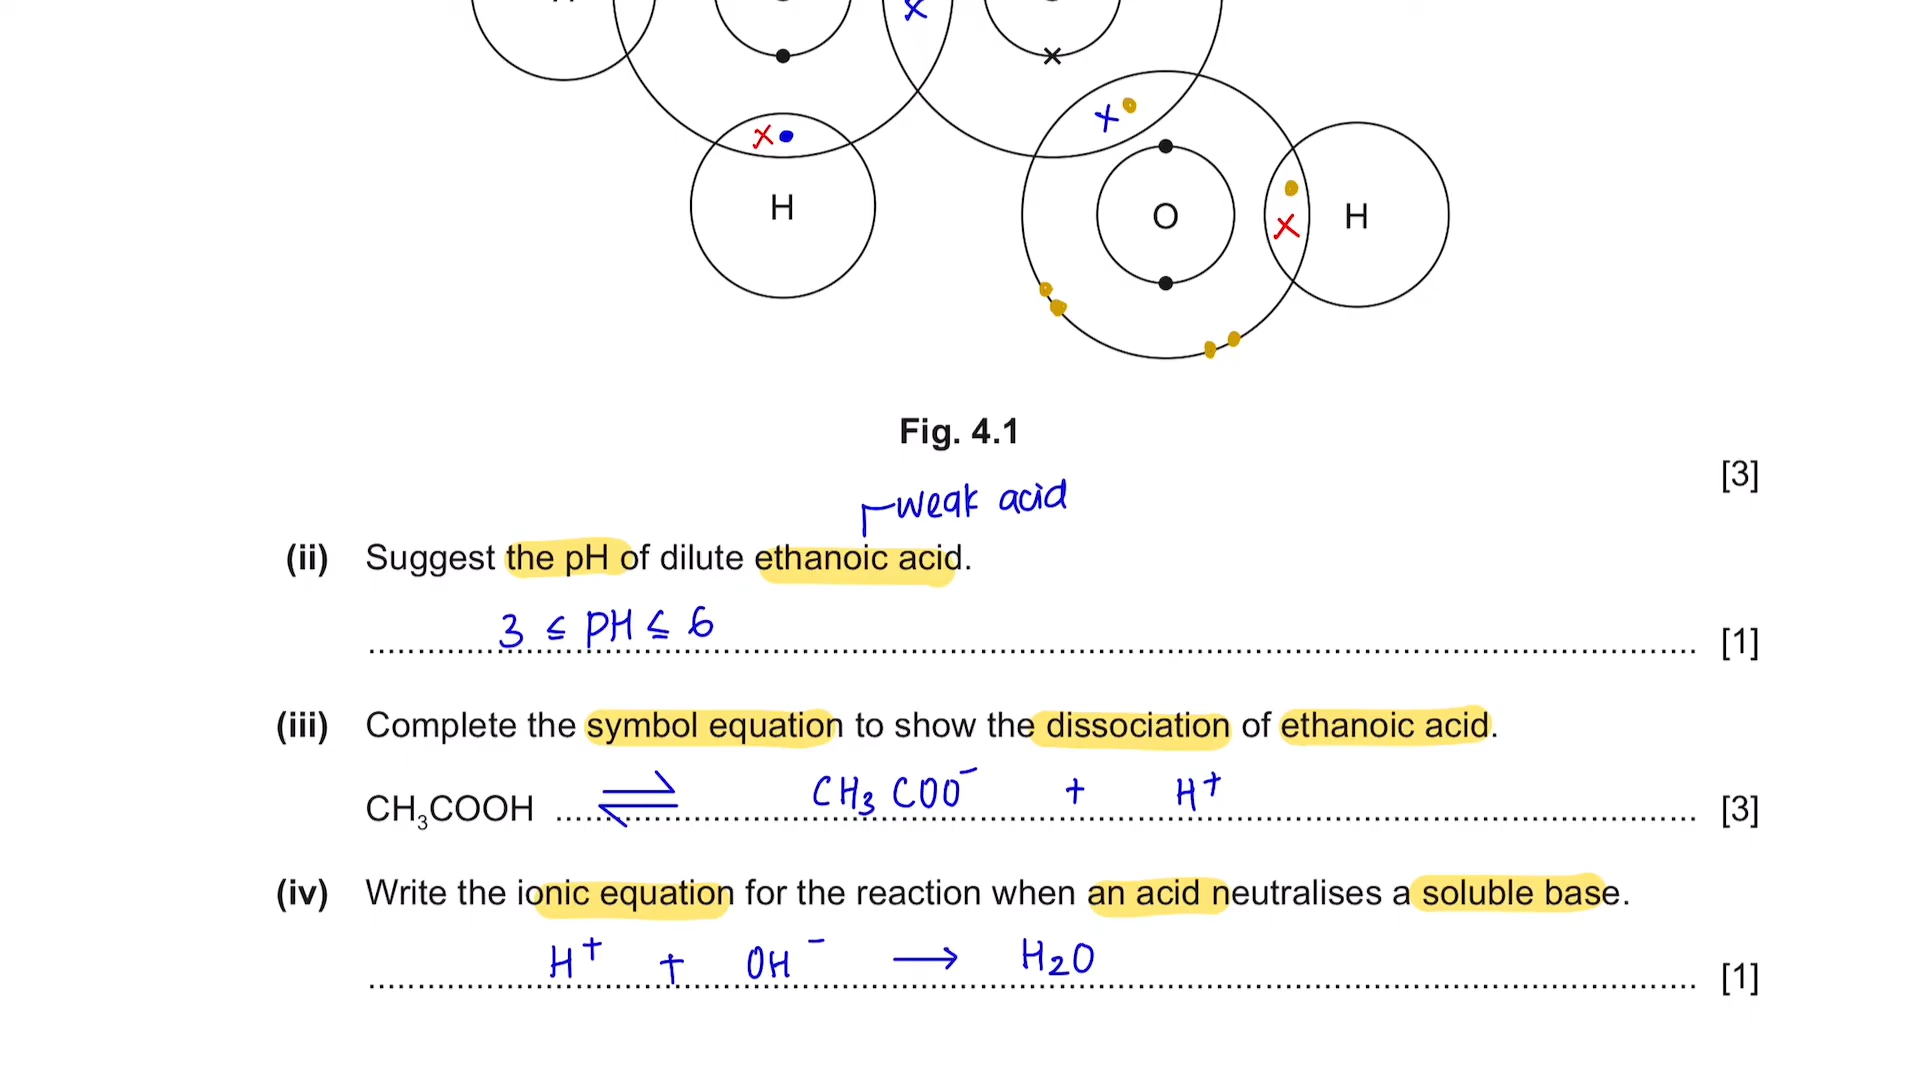 H O H
Fig. 4.1
[3]
weak acid
(ii) Suggest the pH of dilute ethanoic acid.
3 ≤ PH ≤ 6 [1]
(iii) Complete the symbol equation to show the dissociation of ethanoic acid.
CH₃COOH ⇌ CH₃COO⁻ + H⁺ [3]
(iv) Write the ionic equation for the reaction when an acid neutralises a soluble base.
H⁺ + OH⁻ → H₂O [1]